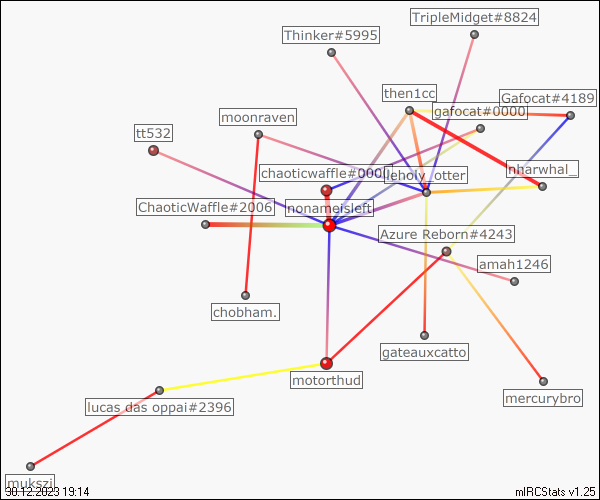 TripleMidget#8824
Thinker#5995
then1cc
Gafocat#4189
gafocat#0000
moonraven
tt532
nharwhal_
chaoticwaffle#000
leholy_otter
ChaoticWaffle#2006
nonameisleft
Azure Reborn#4243
amah1246
chobham.
gateauxcatto
motorthud
mercurybro
lucas das oppai#2396
mukszi
30.12.2023 19:14
mIRCStats v1.25